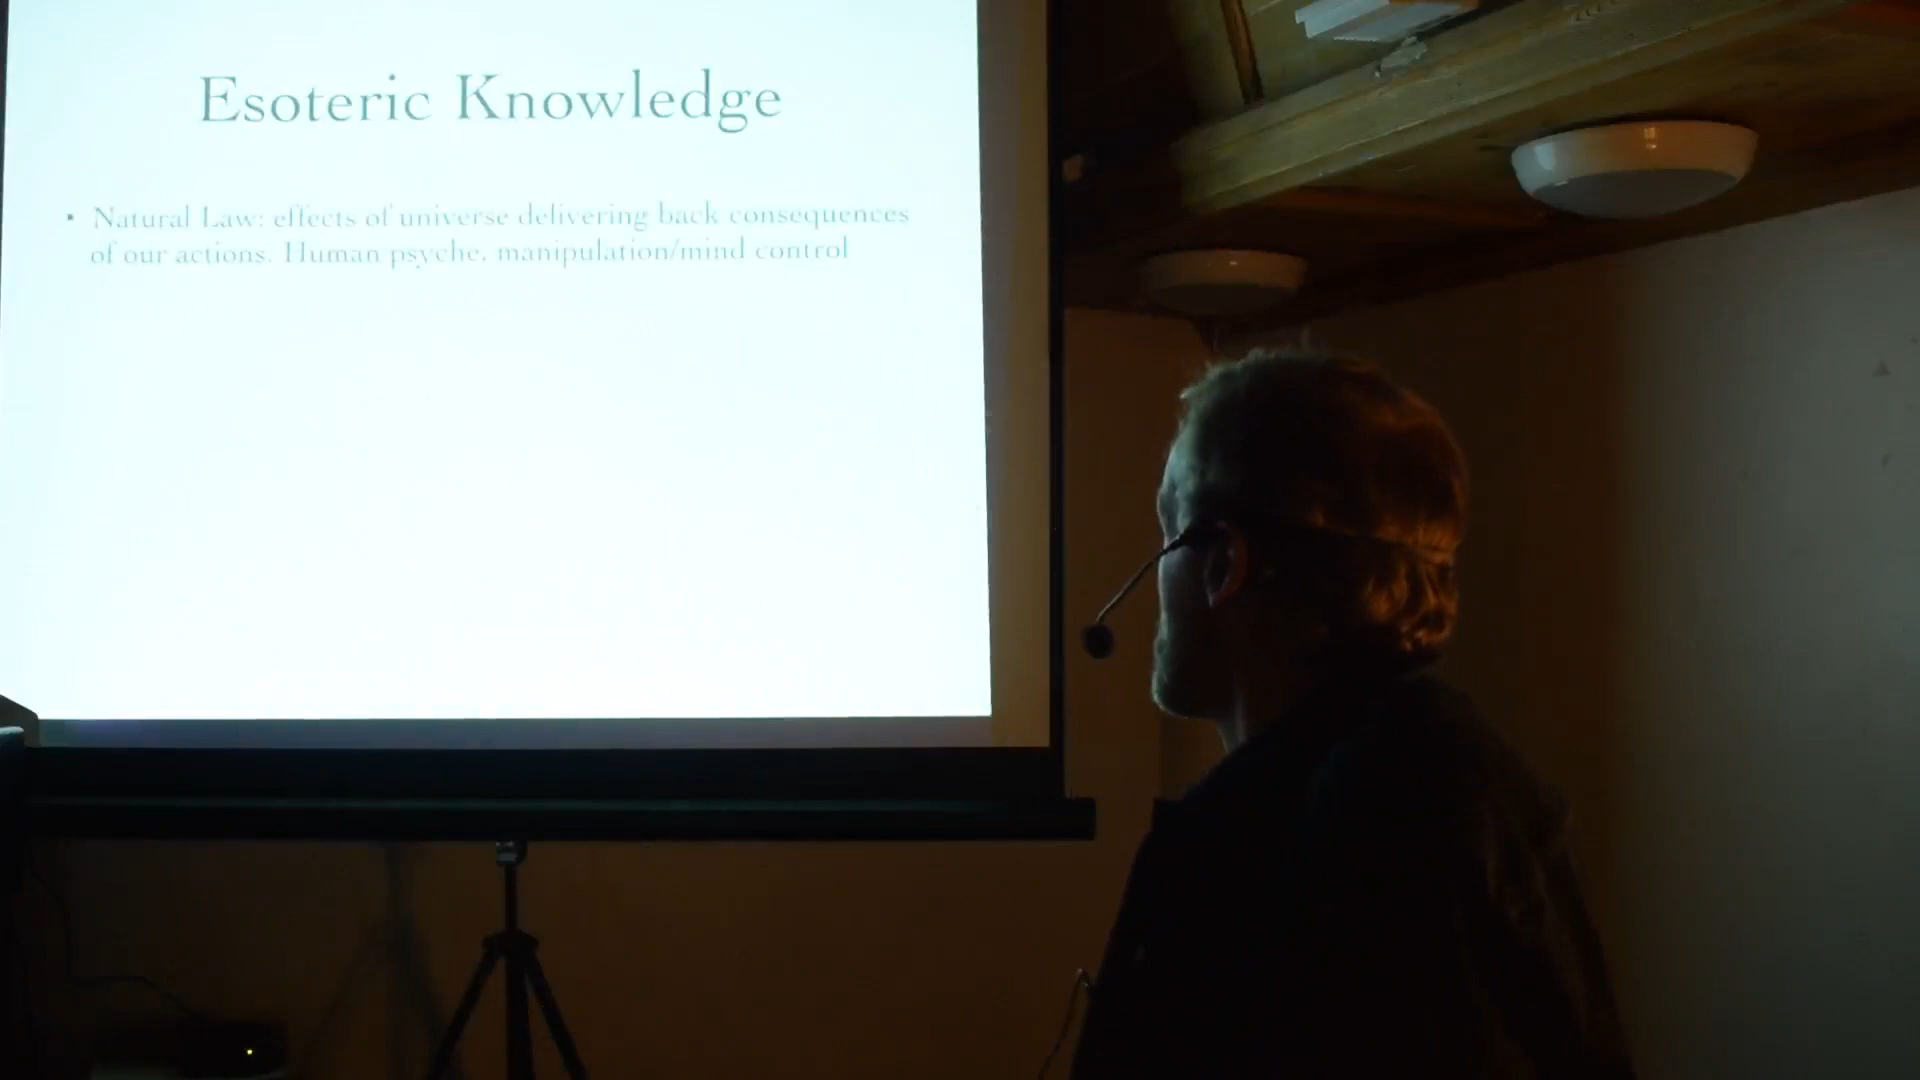 Esoteric Knowledge
• Natural Law: effects of universe delivering back consequences
of our actions. Human psyche, manipulation/mind control